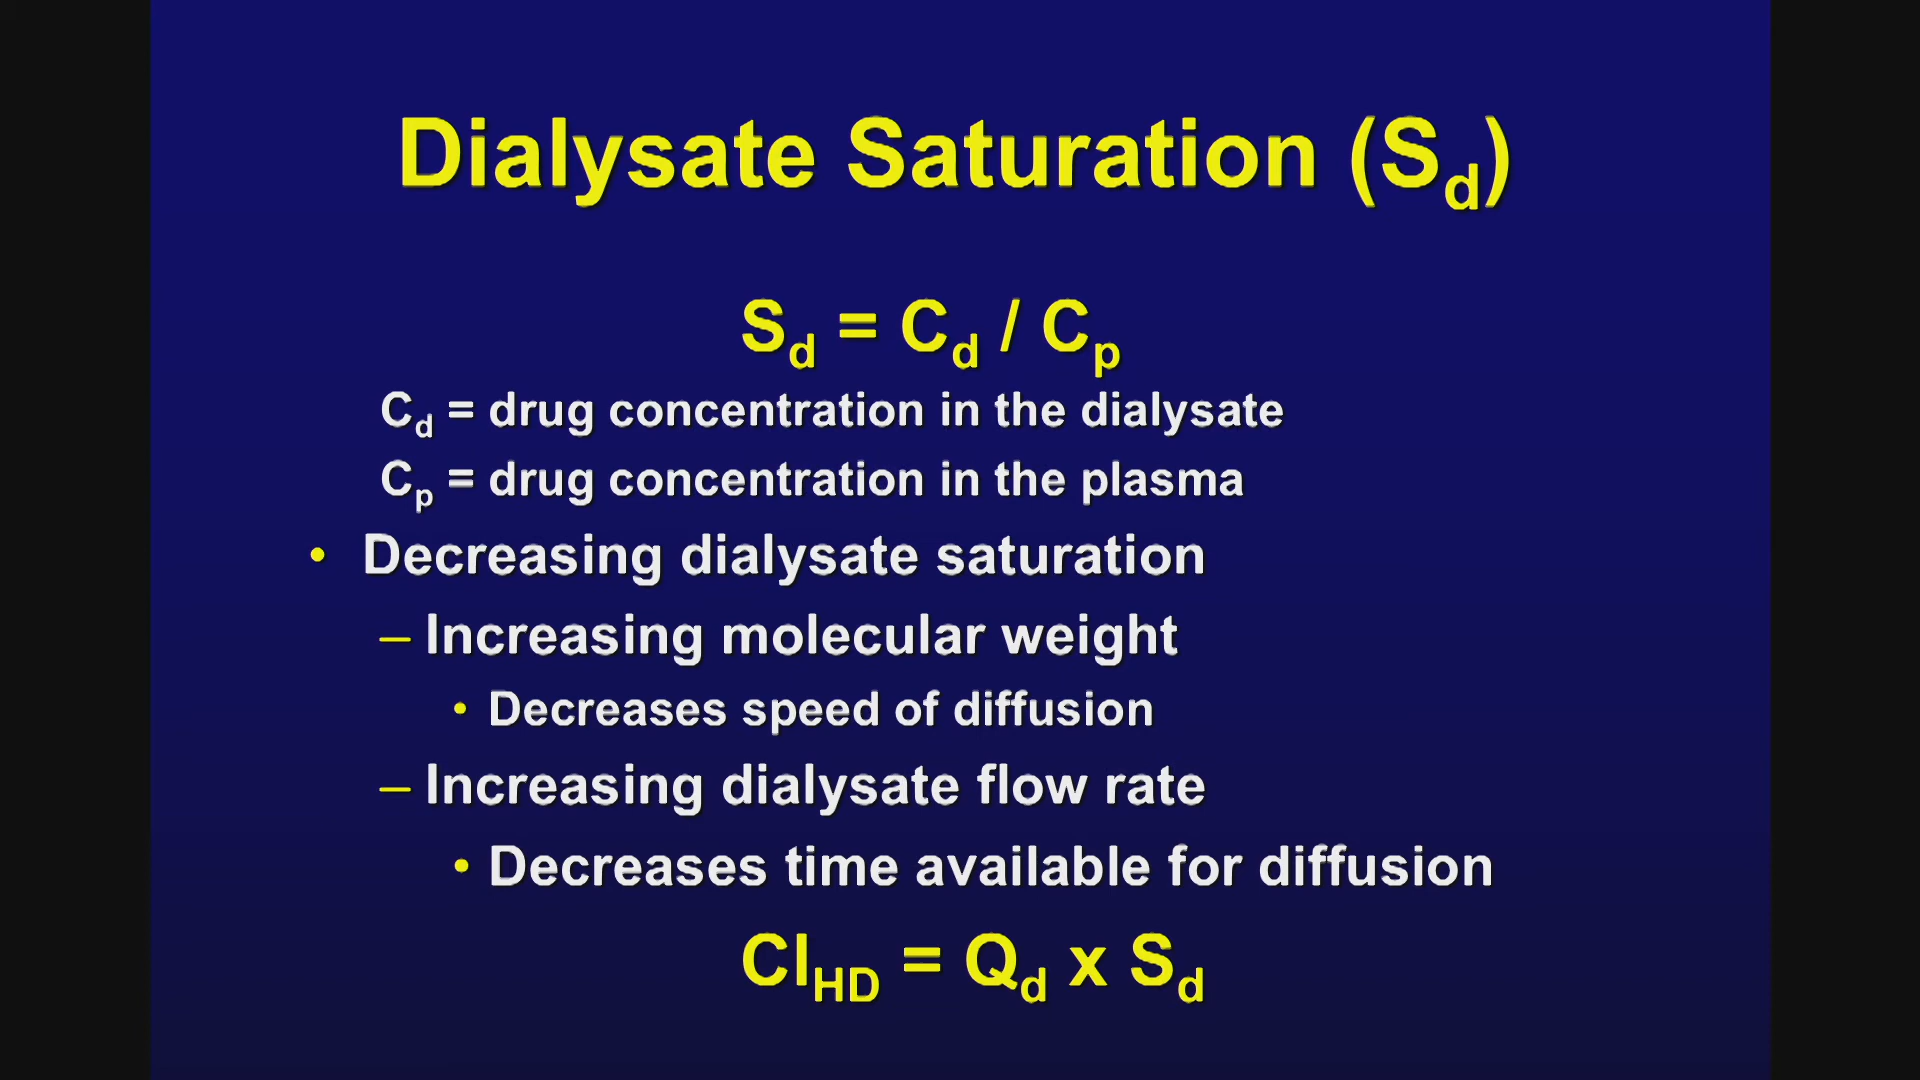 Dialysate Saturation (Sd)
Sd = Cd / Cp
Cd = drug concentration in the dialysate
Cp = drug concentration in the plasma
• Decreasing dialysate saturation
– Increasing molecular weight
• Decreases speed of diffusion
– Increasing dialysate flow rate
• Decreases time available for diffusion
ClHD = Qd x Sd